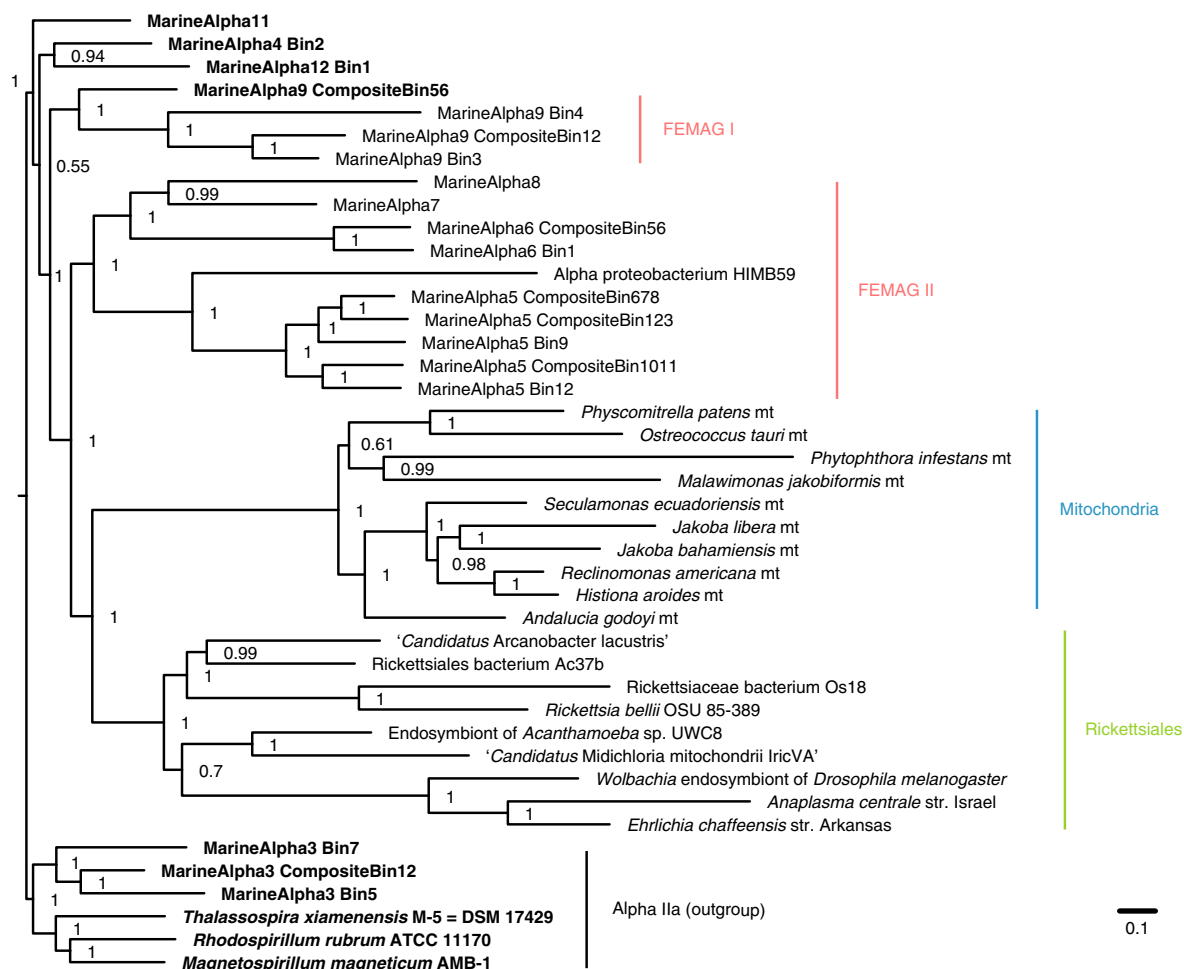 MarineAlpha11
MarineAlpha4 Bin2
0.94
MarineAlpha12 Bin1
1
MarineAlpha9 CompositeBin56
1
MarineAlpha9 Bin4
1
MarineAlpha9 CompositeBin12
1
MarineAlpha9 Bin3
FEMAG I
0.55
MarineAlpha8
0.99
MarineAlpha7
1
MarineAlpha6 CompositeBin56
1
MarineAlpha6 Bin1
1
1
Alpha proteobacterium HIMB59
FEMAG II
MarineAlpha5 CompositeBin678
1
1
MarineAlpha5 CompositeBin123
1
MarineAlpha5 Bin9
1
MarineAlpha5 CompositeBin1011
1
MarineAlpha5 Bin12
Physcomitrella patens mt
1
Ostreococcus tauri mt
1
0.61
Phytophthora infestans mt
0.99
Malawimonas jakobiformis mt
Seculamonas ecuadoriensis mt
1
Mitochondria
1
Jakoba libera mt
1
Jakoba bahamiensis mt
0.98
Reclinomonas americana mt
1
1
Histiona aroides mt
Andalucia godoyi mt
1
‘Candidatus Arcanobacter lacustris’
0.99
Rickettsiales bacterium Ac37b
1
Rickettsiaceae bacterium Os18
1
Rickettsia bellii OSU 85-389
1
Rickettsiales
Endosymbiont of Acanthamoeba sp. UWC8
1
‘Candidatus Midichloria mitochondrii IricVA’
0.7
Wolbachia endosymbiont of Drosophila melanogaster
1
Anaplasma centrale str. Israel
1
Ehrlichia chaffeensis str. Arkansas
MarineAlpha3 Bin7
1
MarineAlpha3 CompositeBin12
1
MarineAlpha3 Bin5
1
Alpha IIa (outgroup)
Thalassospira xiamenensis M-5 = DSM 17429
1
Rhodospirillum rubrum ATCC 11170
1
Magnetospirillum magneticum AMB-1
0.1